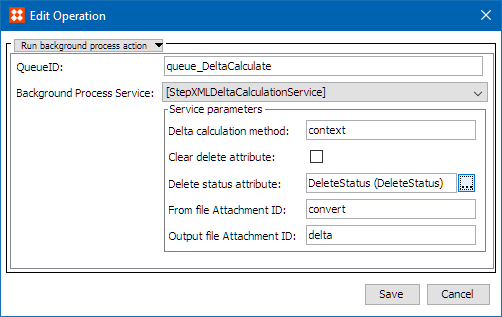 Edit Operation
Run background process action
QueueID: queue_DeltaCalculate
Background Process Service: [StepXMLDeltaCalculationService]
Service parameters
Delta calculation method: context
Clear delete attribute:
Delete status attribute: DeleteStatus (DeleteStatus) ...
From file Attachment ID: convert
Output file Attachment ID: delta
Save Cancel